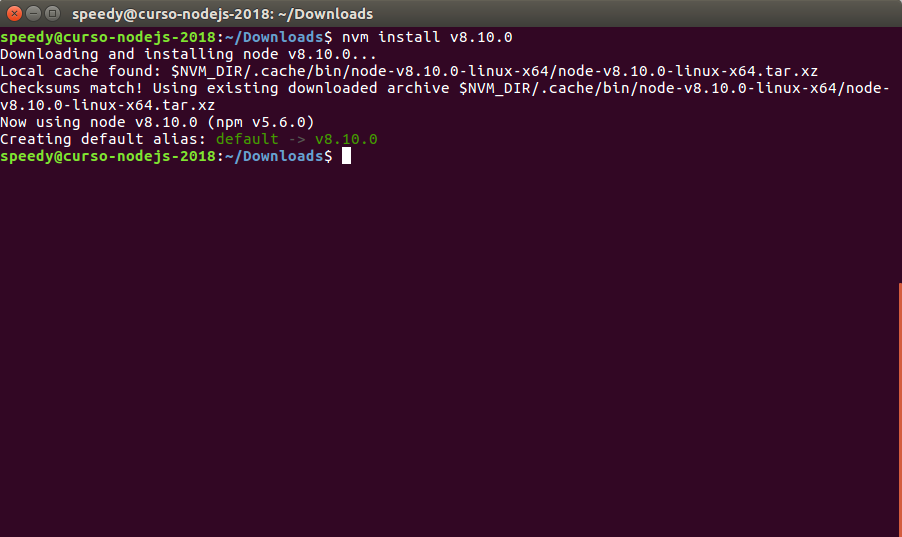 speedy@curso-nodejs-2018: ~/Downloads
speedy@curso-nodejs-2018:~/Downloads$ nvm install v8.10.0
Downloading and installing node v8.10.0...
Local cache found: $NVM_DIR/.cache/bin/node-v8.10.0-linux-x64/node-v8.10.0-linux-x64.tar.xz
Checksums match! Using existing downloaded archive $NVM_DIR/.cache/bin/node-v8.10.0-linux-x64/node-
v8.10.0-linux-x64.tar.xz
Now using node v8.10.0 (npm v5.6.0)
Creating default alias: default -> v8.10.0
speedy@curso-nodejs-2018:~/Downloads$